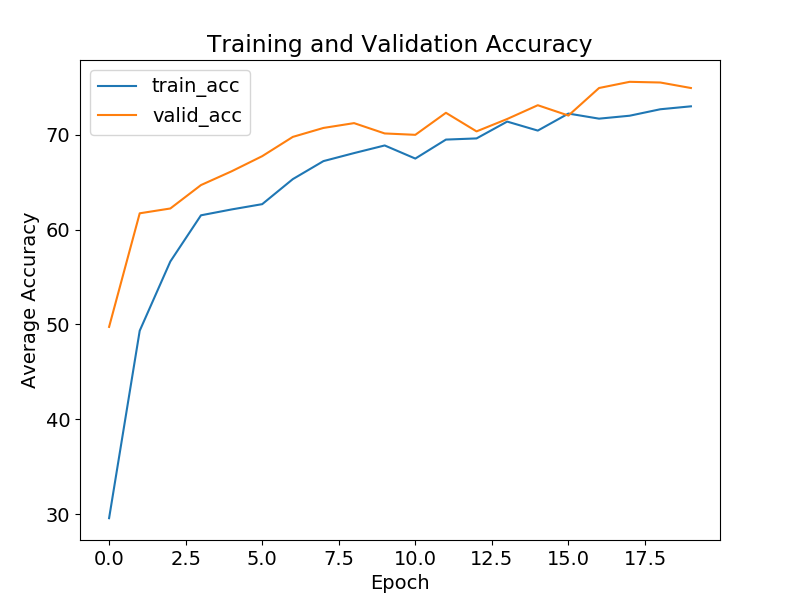 Training and Validation Accuracy
train_acc
valid_acc
Average Accuracy
70
60
50
40
30
0.0 2.5 5.0 7.5 10.0 12.5 15.0 17.5
Epoch